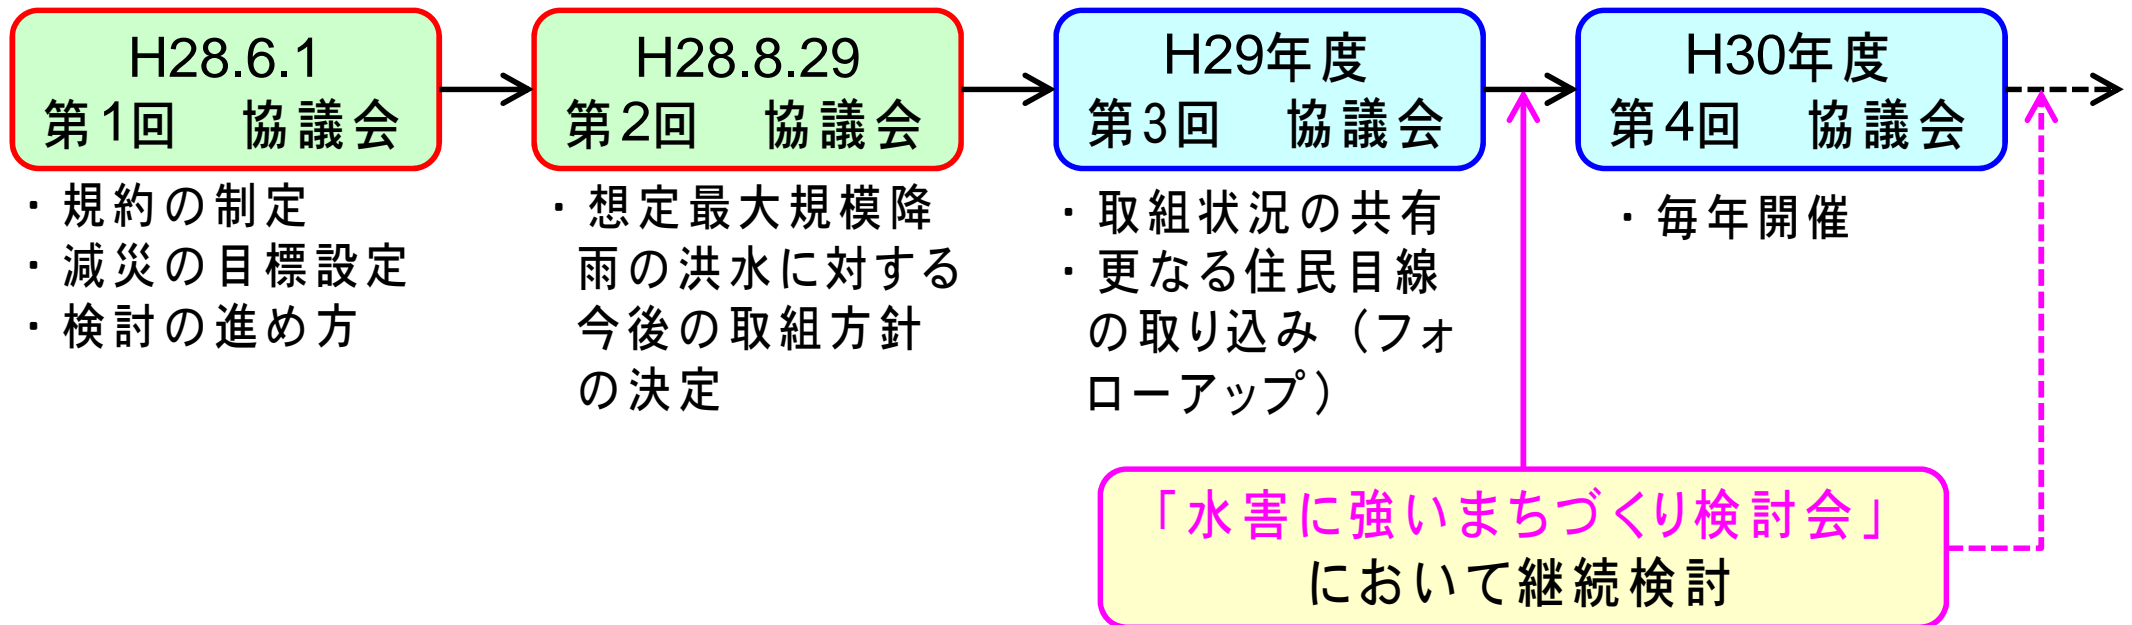 H28.6.1
第1回　協議会
・規約の制定
・減災の目標設定
・検討の進め方
H28.8.29
第2回　協議会
・想定最大規模降
雨の洪水に対する
今後の取組方針
の決定
H29年度
第3回　協議会
・取組状況の共有
・更なる住民目線
の取り込み（フォ
ローアップ）
H30年度
第4回　協議会
・毎年開催
「水害に強いまちづくり検討会」
において継続検討